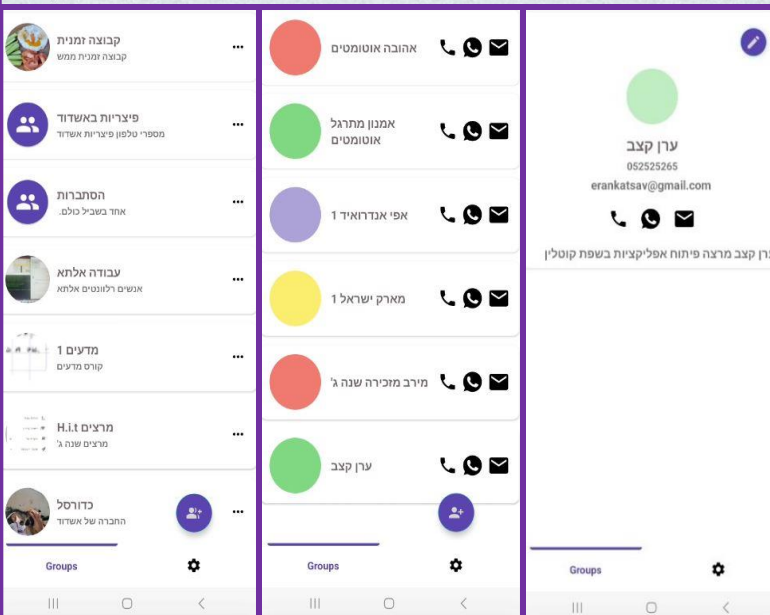 קבוצה זמנית
קבוצה זמנית ממש
פיצריות באשדוד
מספרי טלפון פיצריות אשדוד
הסתברות
אחד בשביל כולם.
עבודה אלתא
אנשים רלוונטים אלתא
מדעים 1
קורס מדעים
מרצים H.i.t
מרצים שנה ג'
כדורסל
החברה של אשדוד
Groups
אהובה אוטומטים
אמנון מתרגל
אוטומטים
אפי אנדרואיד 1
מארק ישראל 1
מירב מזכירה שנה ג'
ערן קצב
Groups
ערן קצב
052525265
erankatsav@gmail.com
ערן קצב מרצה פיתוח אפליקציות בשפת קוטלין
Groups